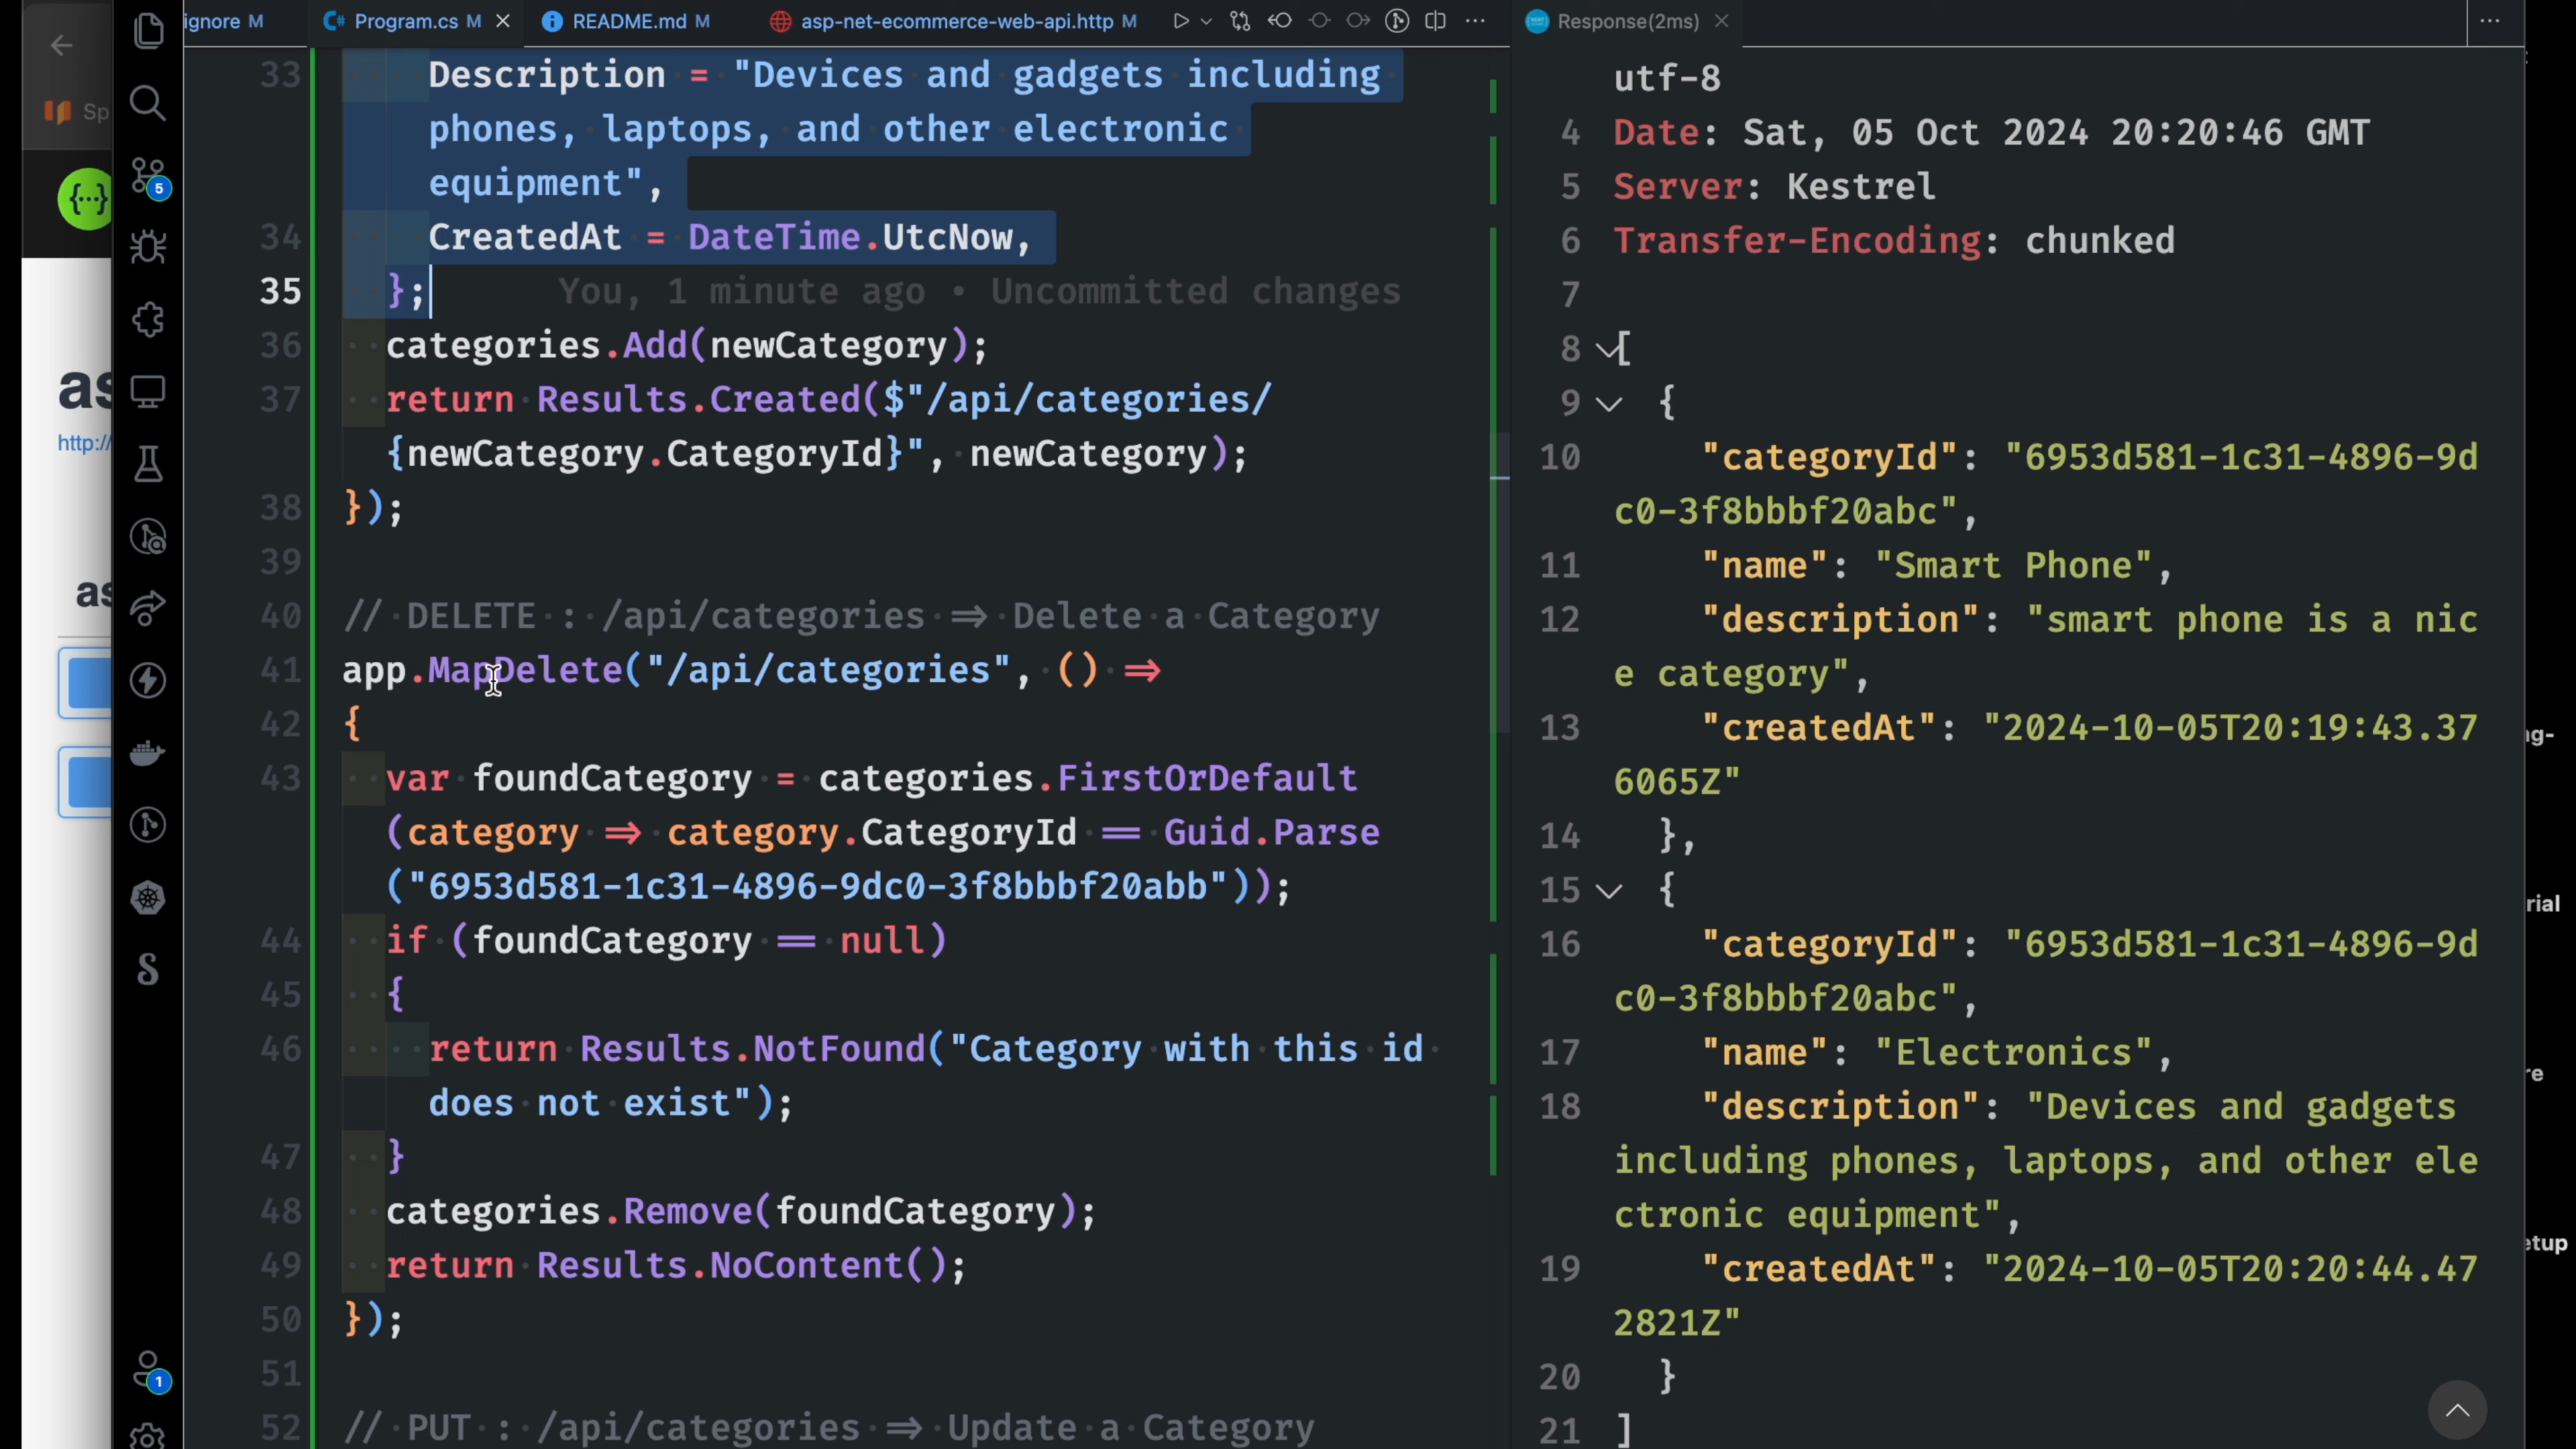 ignore M
Program.cs M
README.md M
asp-net-ecommerce-web-api.http M
Response(2ms)
Sp
5
as
http://
as
1
33 Description = "Devices and gadgets including
phones, laptops, and other electronic
equipment",
34 CreatedAt = DateTime.UtcNow,
35 }; You, 1 minute ago • Uncommitted changes
36 categories.Add(newCategory);
37 return Results.Created($"/api/categories/
{newCategory.CategoryId}", newCategory);
38 });
39
40 // DELETE : /api/categories => Delete a Category
41 app.MapDelete("/api/categories", () =>
42 {
43 var foundCategory = categories.FirstOrDefault
(category => category.CategoryId == Guid.Parse
("6953d581-1c31-4896-9dc0-3f8bbbf20abb"));
44 if (foundCategory == null)
45 {
46 return Results.NotFound("Category with this id
does not exist");
47 }
48 categories.Remove(foundCategory);
49 return Results.NoContent();
50 });
51
52 // PUT : /api/categories => Update a Category
utf-8
4 Date: Sat, 05 Oct 2024 20:20:46 GMT
5 Server: Kestrel
6 Transfer-Encoding: chunked
7
8 [
9 {
10 "categoryId": "6953d581-1c31-4896-9d
c0-3f8bbbf20abc",
11 "name": "Smart Phone",
12 "description": "smart phone is a nic
e category",
13 "createdAt": "2024-10-05T20:19:43.37
6065Z"
14 },
15 {
16 "categoryId": "6953d581-1c31-4896-9d
c0-3f8bbbf20abc",
17 "name": "Electronics",
18 "description": "Devices and gadgets
including phones, laptops, and other ele
ctronic equipment",
19 "createdAt": "2024-10-05T20:20:44.47
2821Z"
20 }
21 ]
ng-
rial
re
etup